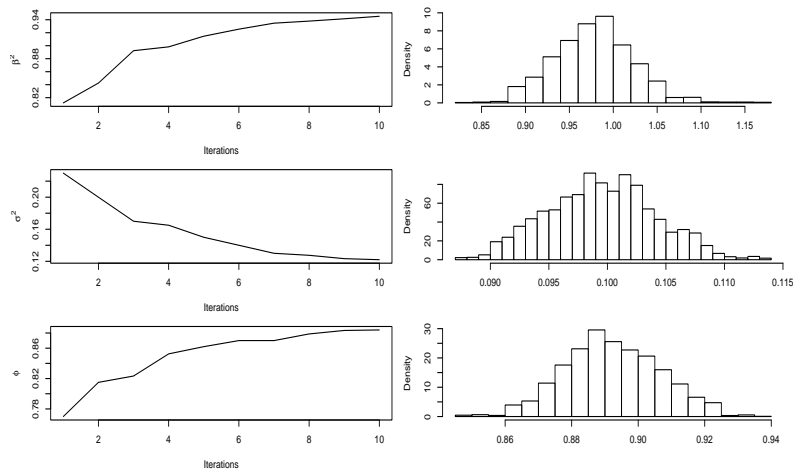 β²
0.82 0.88 0.94
2 4 6 8 10
Iterations
Density
0 2 4 6 8 10
0.85 0.90 0.95 1.00 1.05 1.10 1.15
σ²
0.12 0.16 0.20
2 4 6 8 10
Iterations
Density
0 20 60
0.090 0.095 0.100 0.105 0.110 0.115
ϕ
0.78 0.82 0.86
2 4 6 8 10
Iterations
Density
0 10 20 30
0.86 0.88 0.90 0.92 0.94